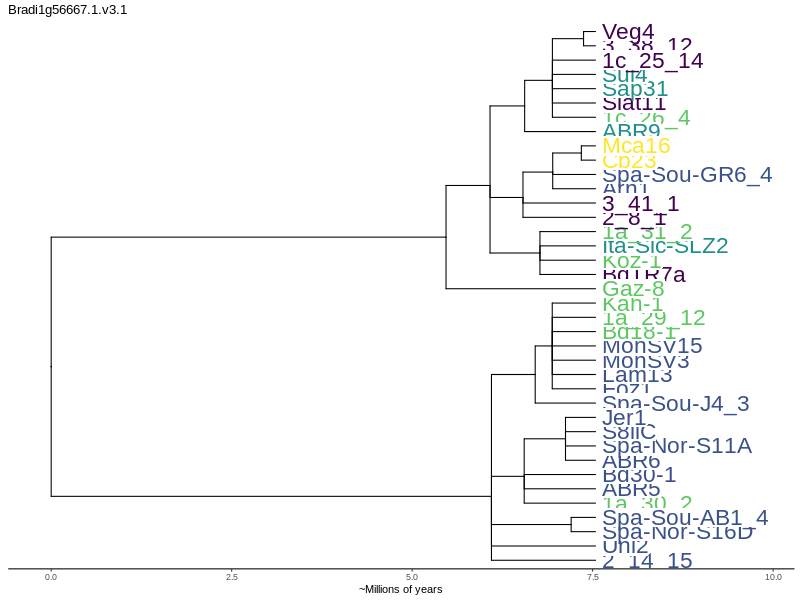 Bradi1g56667.1.v3.1
Veg4
3_38_12
1c_25_14
Sul4
Sap31
Slat11
1c_26_4
ABR9
Mca16
Cb23
Spa-Sou-GR6_4
Arn1
3_41_1
2_8_1
1a_31_2
Ita-Sic-SLZ2
Koz-1
Bd1R7a
Gaz-8
Kah-1
1a_29_12
Bd18-1
MonSV15
MonSV3
Lam13
Foz1
Spa-Sou-J4_3
Jer1
S8iiC
Spa-Nor-S11A
ABR6
Bd30-1
ABR5
1a_30_2
Spa-Sou-AB1_4
Spa-Nor-S16D
Uni2
2_14_15
0.0 2.5 5.0 7.5 10.0
~Millions of years